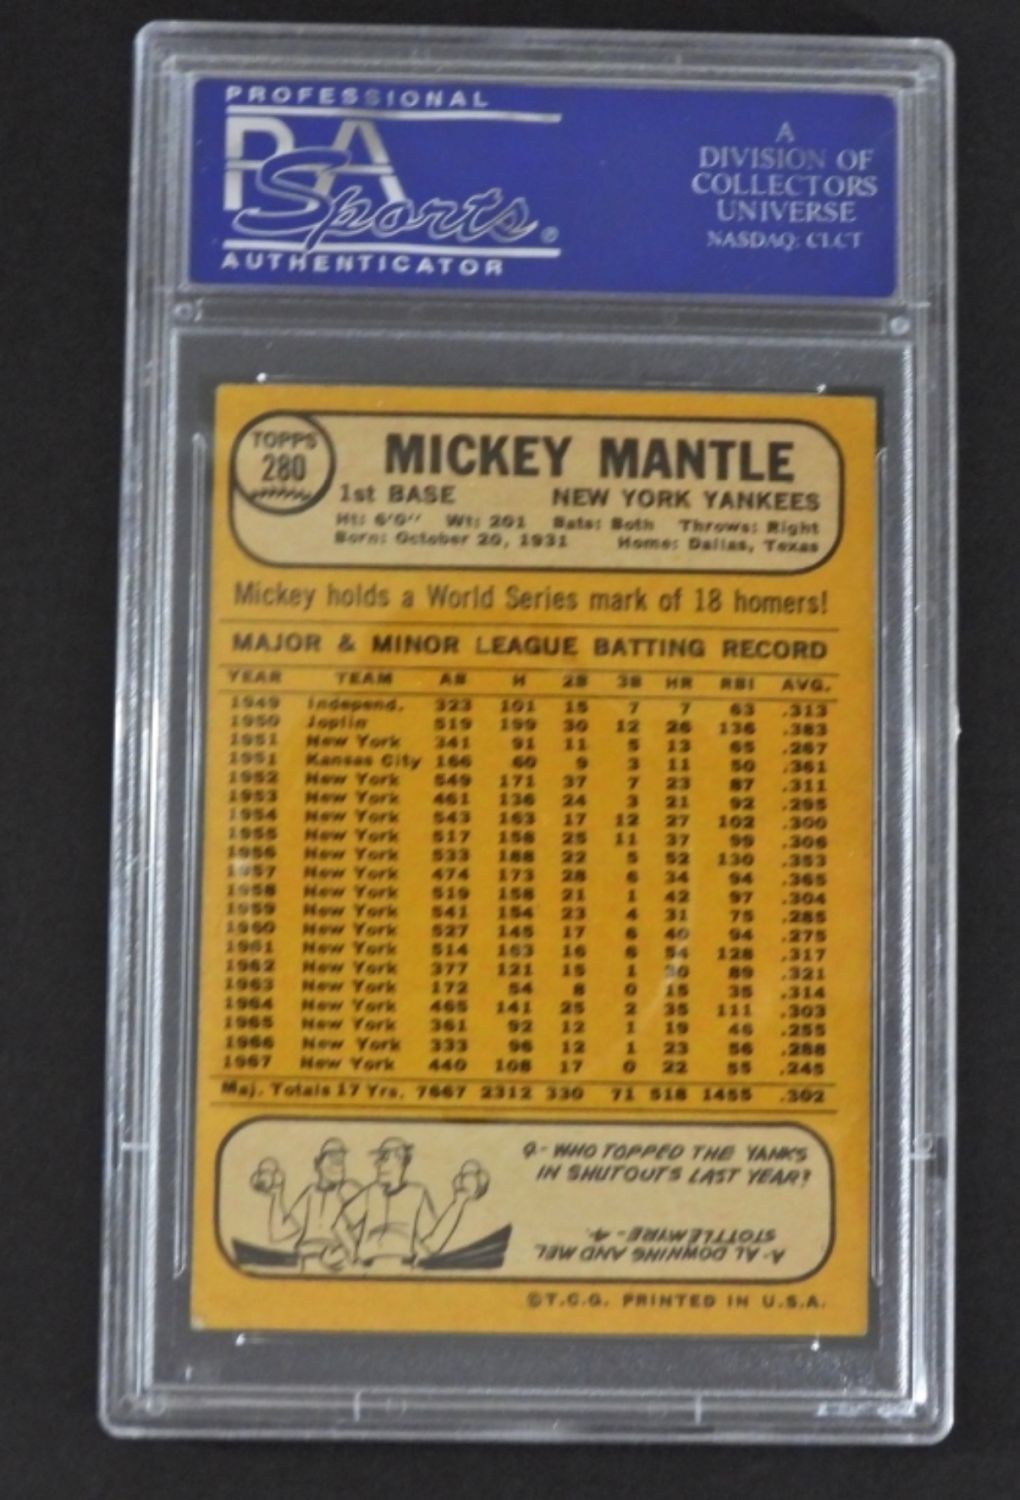 PROFESSIONAL
PSA
Sports®
AUTHENTICATOR
A
DIVISION OF
COLLECTORS
UNIVERSE
NASDAQ: CLCT
TOPPS
280
MICKEY MANTLE
1st BASE NEW YORK YANKEES
Ht: 6'0" Wt: 201 Bats: Both Throws: Right
Born: October 20, 1931 Home: Dallas, Texas
Mickey holds a World Series mark of 18 homers!
MAJOR & MINOR LEAGUE BATTING RECORD
YEAR TEAM AB H 2B 3B HR RBI AVG.
1949 Independ. 323 101 15 7 7 63 .313
1950 Joplin 519 199 30 12 26 136 .383
1951 New York 341 91 11 5 13 65 .267
1951 Kansas City 166 60 9 3 11 50 .361
1952 New York 549 171 37 7 23 87 .311
1953 New York 461 136 24 3 21 92 .295
1954 New York 543 163 17 12 27 102 .300
1955 New York 517 158 25 11 37 99 .306
1956 New York 533 188 22 5 52 130 .353
1957 New York 474 173 28 6 34 94 .365
1958 New York 519 158 21 1 42 97 .304
1959 New York 541 154 23 4 31 75 .285
1960 New York 527 145 17 6 40 94 .275
1961 New York 514 163 16 6 54 128 .317
1962 New York 377 121 15 1 30 89 .321
1963 New York 172 54 8 0 15 35 .314
1964 New York 465 141 25 2 35 111 .303
1965 New York 361 92 12 1 19 46 .255
1966 New York 333 96 12 1 23 56 .288
1967 New York 440 108 17 0 22 55 .245
Maj. Totals 17 Yrs. 7667 2312 330 71 518 1455 .302
Q- WHO TOPPED THE YANKS
IN SHUTOUTS LAST YEAR?
A- AL DOWNING AND MEL
STOTTLEMYRE - 4.
©T.C.G. PRINTED IN U.S.A.